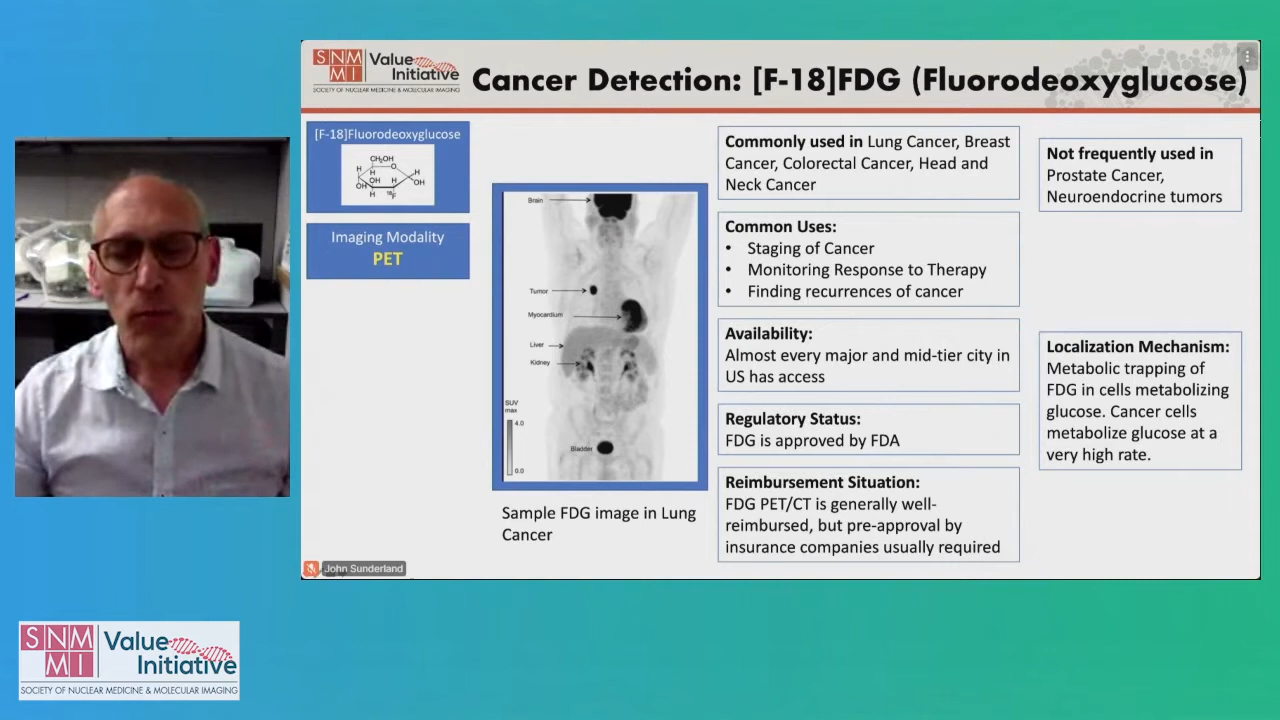 SNM
MI
Value
Initiative
SOCIETY OF NUCLEAR MEDICINE & MOLECULAR IMAGING
Cancer Detection: [F-18]FDG (Fluorodeoxyglucose)
[F-18]Fluorodeoxyglucose
CH₂OH
H
O
H
H
OH
H
OH
OH
H
H
¹⁸F
Imaging Modality
PET
Brain
Tumor
Myocardium
Liver
Kidney
SUV
max
4.0
0.0
Bladder
Sample FDG image in Lung
Cancer
Commonly used in Lung Cancer, Breast
Cancer, Colorectal Cancer, Head and
Neck Cancer
Common Uses:
• Staging of Cancer
• Monitoring Response to Therapy
• Finding recurrences of cancer
Availability:
Almost every major and mid-tier city in
US has access
Regulatory Status:
FDG is approved by FDA
Reimbursement Situation:
FDG PET/CT is generally well-
reimbursed, but pre-approval by
insurance companies usually required
Not frequently used in
Prostate Cancer,
Neuroendocrine tumors
Localization Mechanism:
Metabolic trapping of
FDG in cells metabolizing
glucose. Cancer cells
metabolize glucose at a
very high rate.
John Sunderland
SNM
MI
Value
Initiative
SOCIETY OF NUCLEAR MEDICINE & MOLECULAR IMAGING